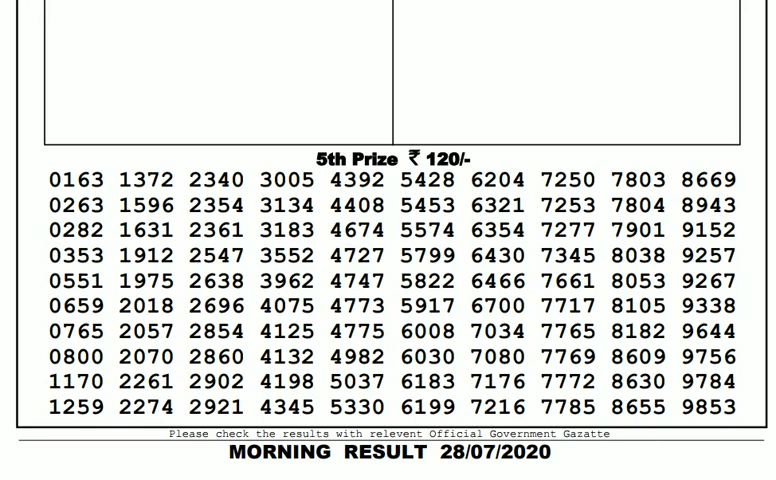 5th Prize ₹ 120/-
0163 1372 2340 3005 4392 5428 6204 7250 7803 8669
0263 1596 2354 3134 4408 5453 6321 7253 7804 8943
0282 1631 2361 3183 4674 5574 6354 7277 7901 9152
0353 1912 2547 3552 4727 5799 6430 7345 8038 9257
0551 1975 2638 3962 4747 5822 6466 7661 8053 9267
0659 2018 2696 4075 4773 5917 6700 7717 8105 9338
0765 2057 2854 4125 4775 6008 7034 7765 8182 9644
0800 2070 2860 4132 4982 6030 7080 7769 8609 9756
1170 2261 2902 4198 5037 6183 7176 7772 8630 9784
1259 2274 2921 4345 5330 6199 7216 7785 8655 9853
Please check the results with relevent Official Government Gazatte
MORNING RESULT 28/07/2020